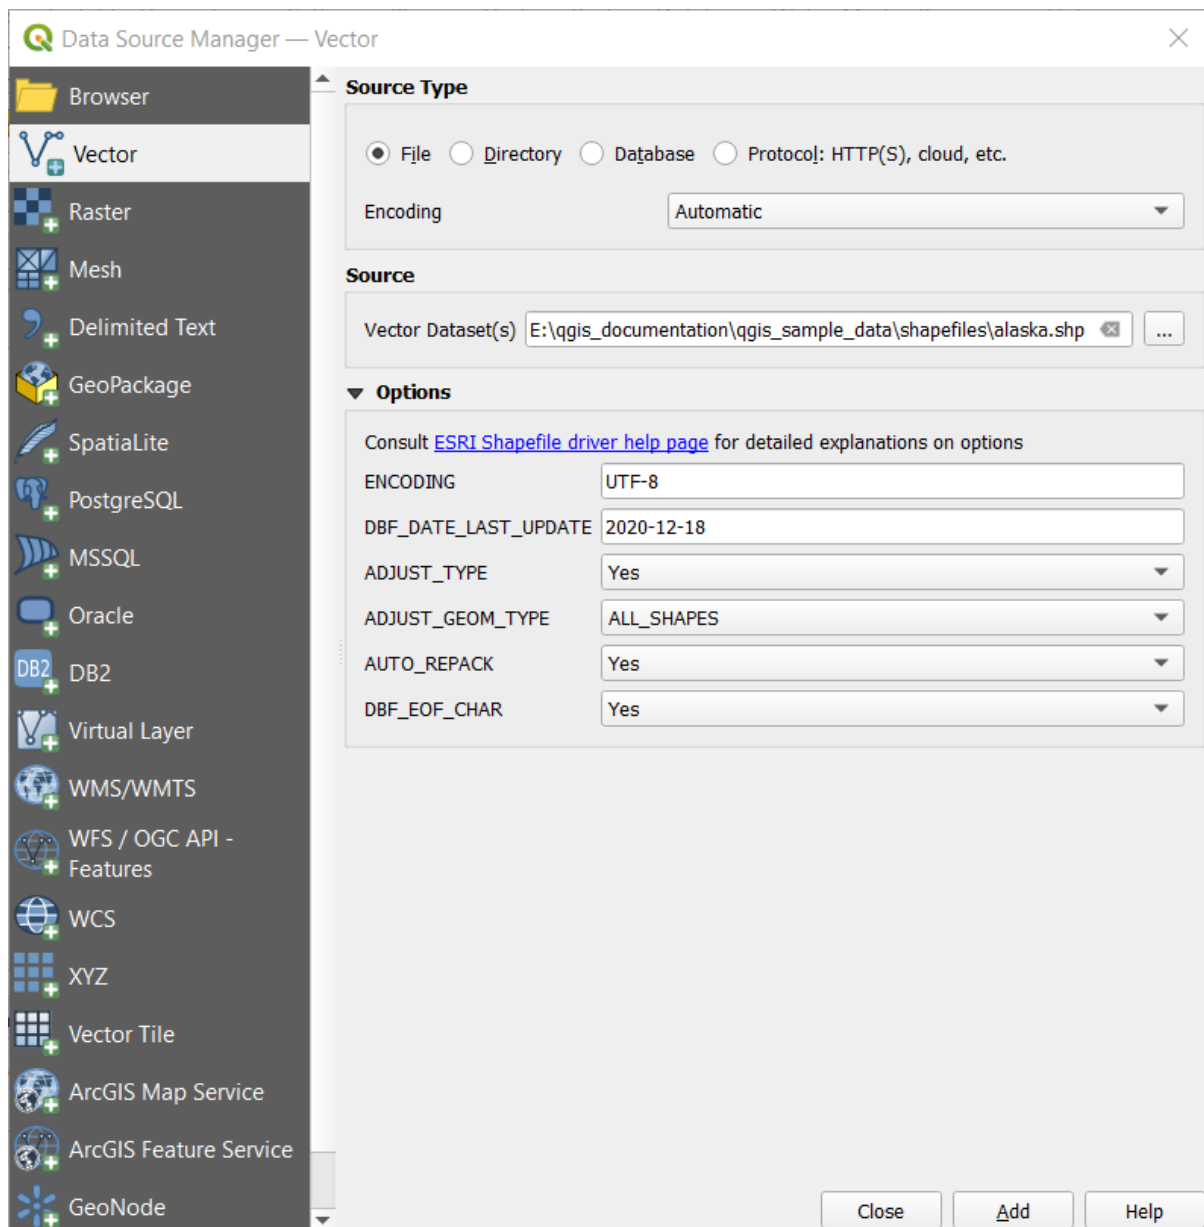 Data Source Manager — Vector
Browser
Vector
Raster
Mesh
Delimited Text
GeoPackage
SpatiaLite
PostgreSQL
MSSQL
Oracle
DB2
DB2
Virtual Layer
WMS/WMTS
WFS / OGC API -
Features
WCS
XYZ
Vector Tile
ArcGIS Map Service
ArcGIS Feature Service
GeoNode
Source Type
File Directory Database Protocol: HTTP(S), cloud, etc.
Encoding Automatic
Source
Vector Dataset(s) E:\qgis_documentation\qgis_sample_data\shapefiles\alaska.shp ...
Options
Consult ESRI Shapefile driver help page for detailed explanations on options
ENCODING UTF-8
DBF_DATE_LAST_UPDATE 2020-12-18
ADJUST_TYPE Yes
ADJUST_GEOM_TYPE ALL_SHAPES
AUTO_REPACK Yes
DBF_EOF_CHAR Yes
Close Add Help